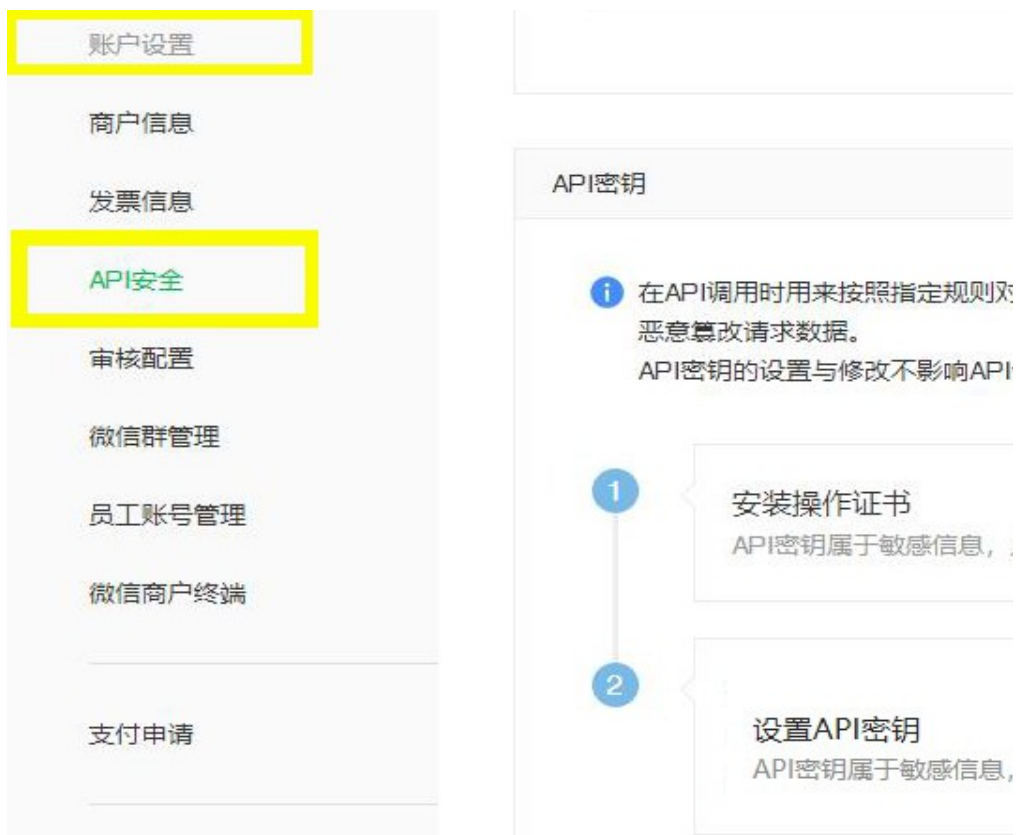 账户设置
商户信息
发票信息
API安全
审核配置
微信群管理
员工账号管理
微信商户终端
支付申请
API密钥
在API调用时用来按照指定规则对
恶意篡改请求数据。
API密钥的设置与修改不影响API
1
安装操作证书
API密钥属于敏感信息，
2
设置API密钥
API密钥属于敏感信息，